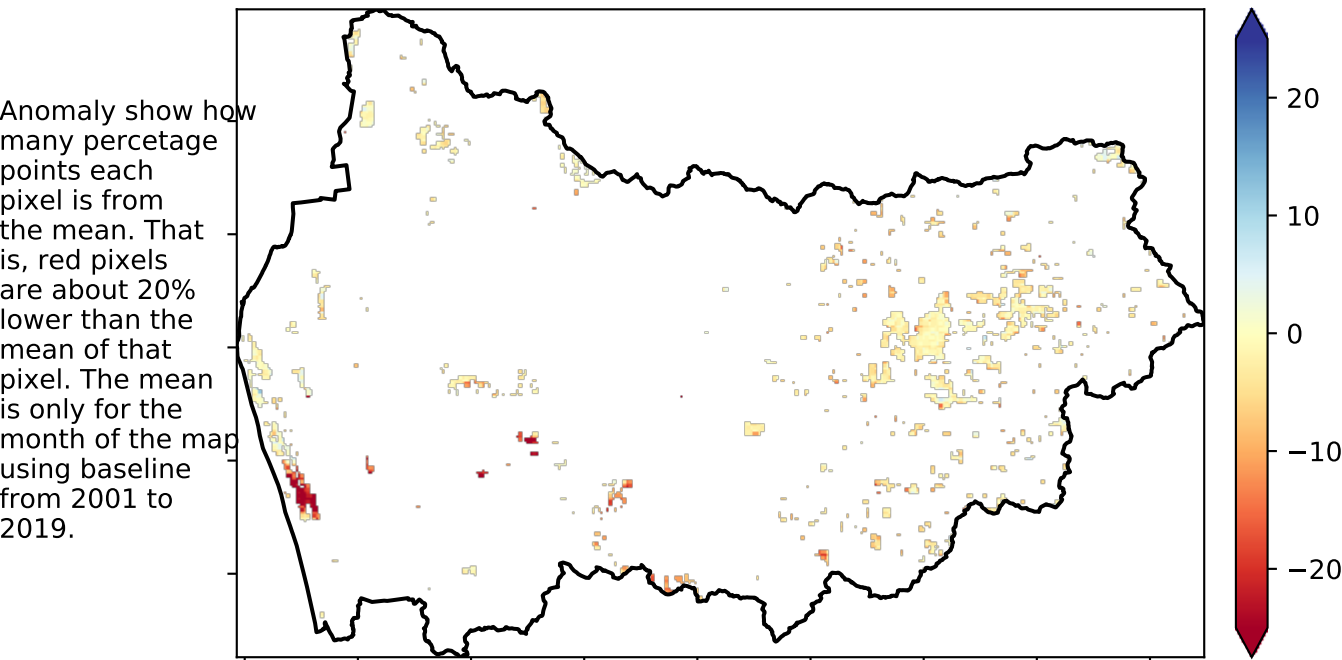 Anomaly show how
many percetage
points each
pixel is from
the mean. That
is, red pixels
are about 20%
lower than the
mean of that
pixel. The mean
is only for the
month of the map
using baseline
from 2001 to
2019.
20
10
0
−10
−20